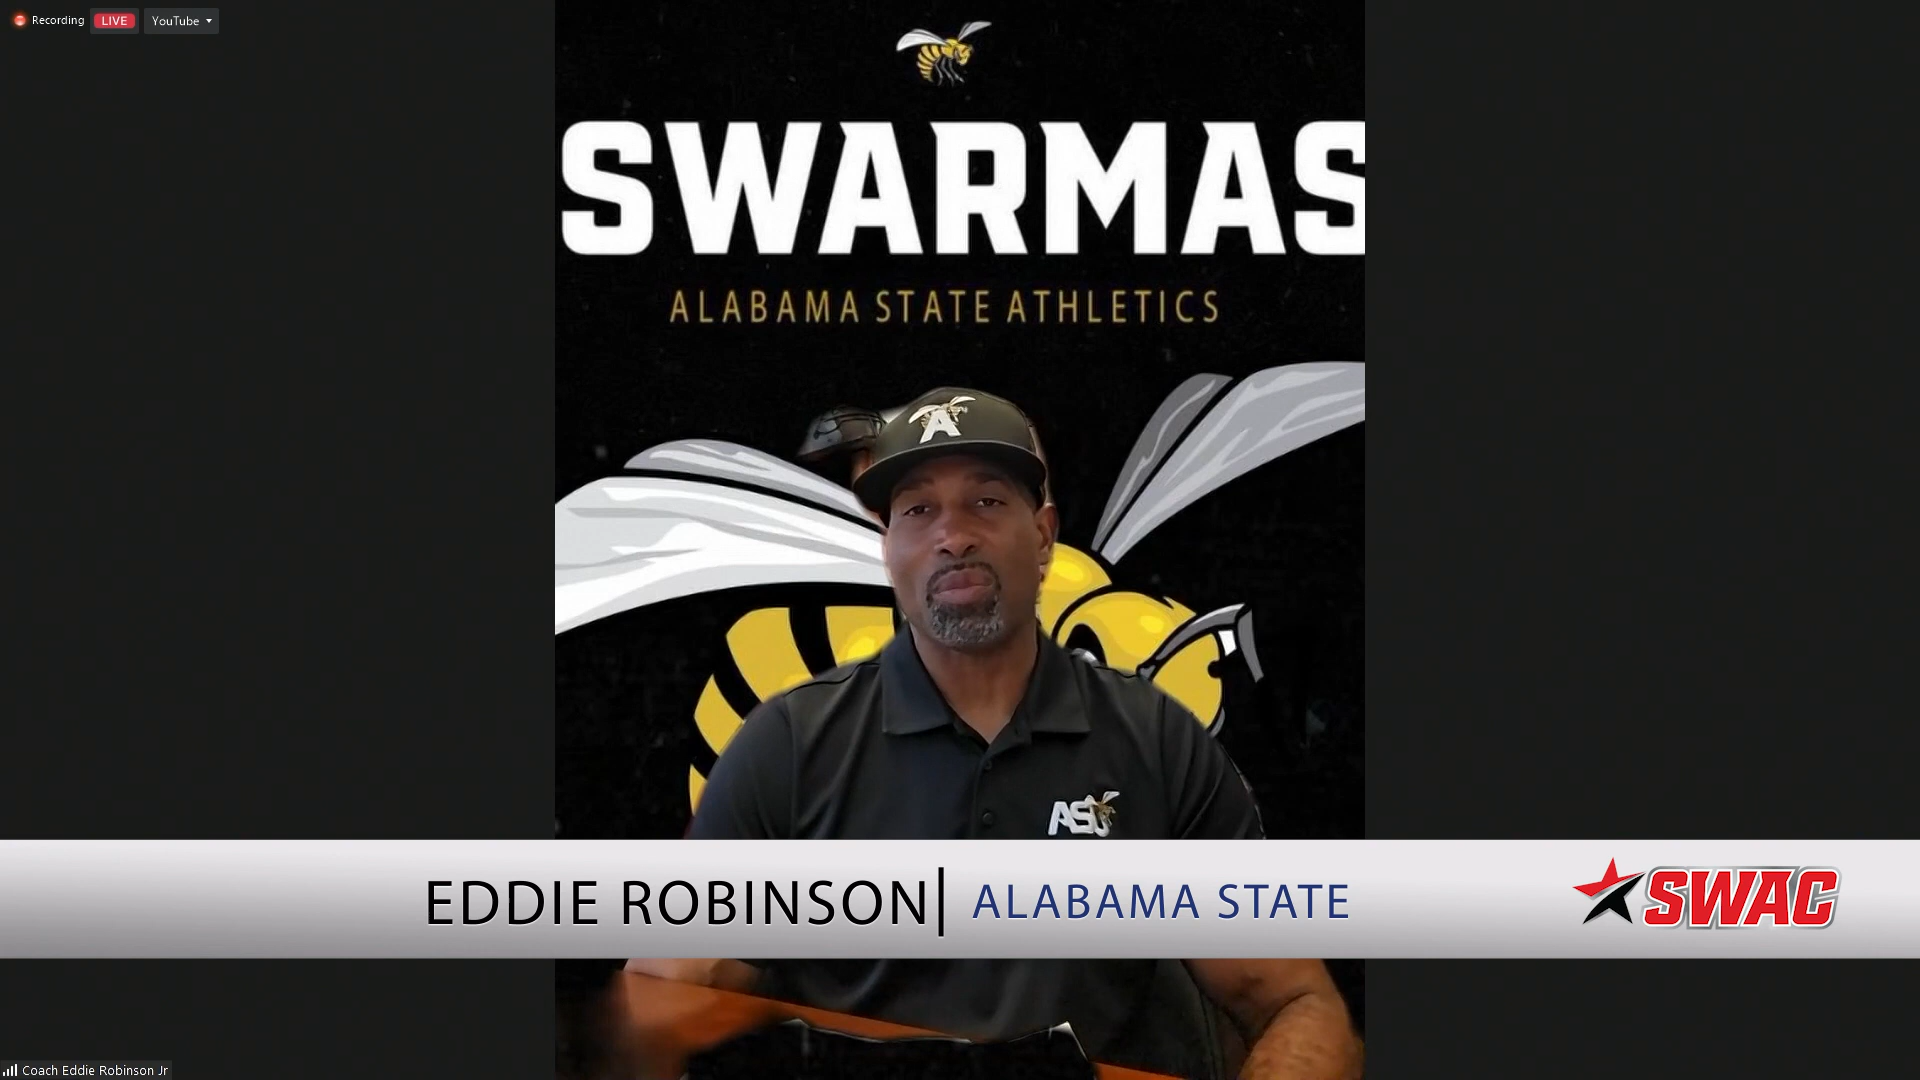 Recording LIVE YouTube
SWARMAS
ALABAMA STATE ATHLETICS
A
ASU
EDDIE ROBINSON| ALABAMA STATE
SWAC
Coach Eddie Robinson Jr